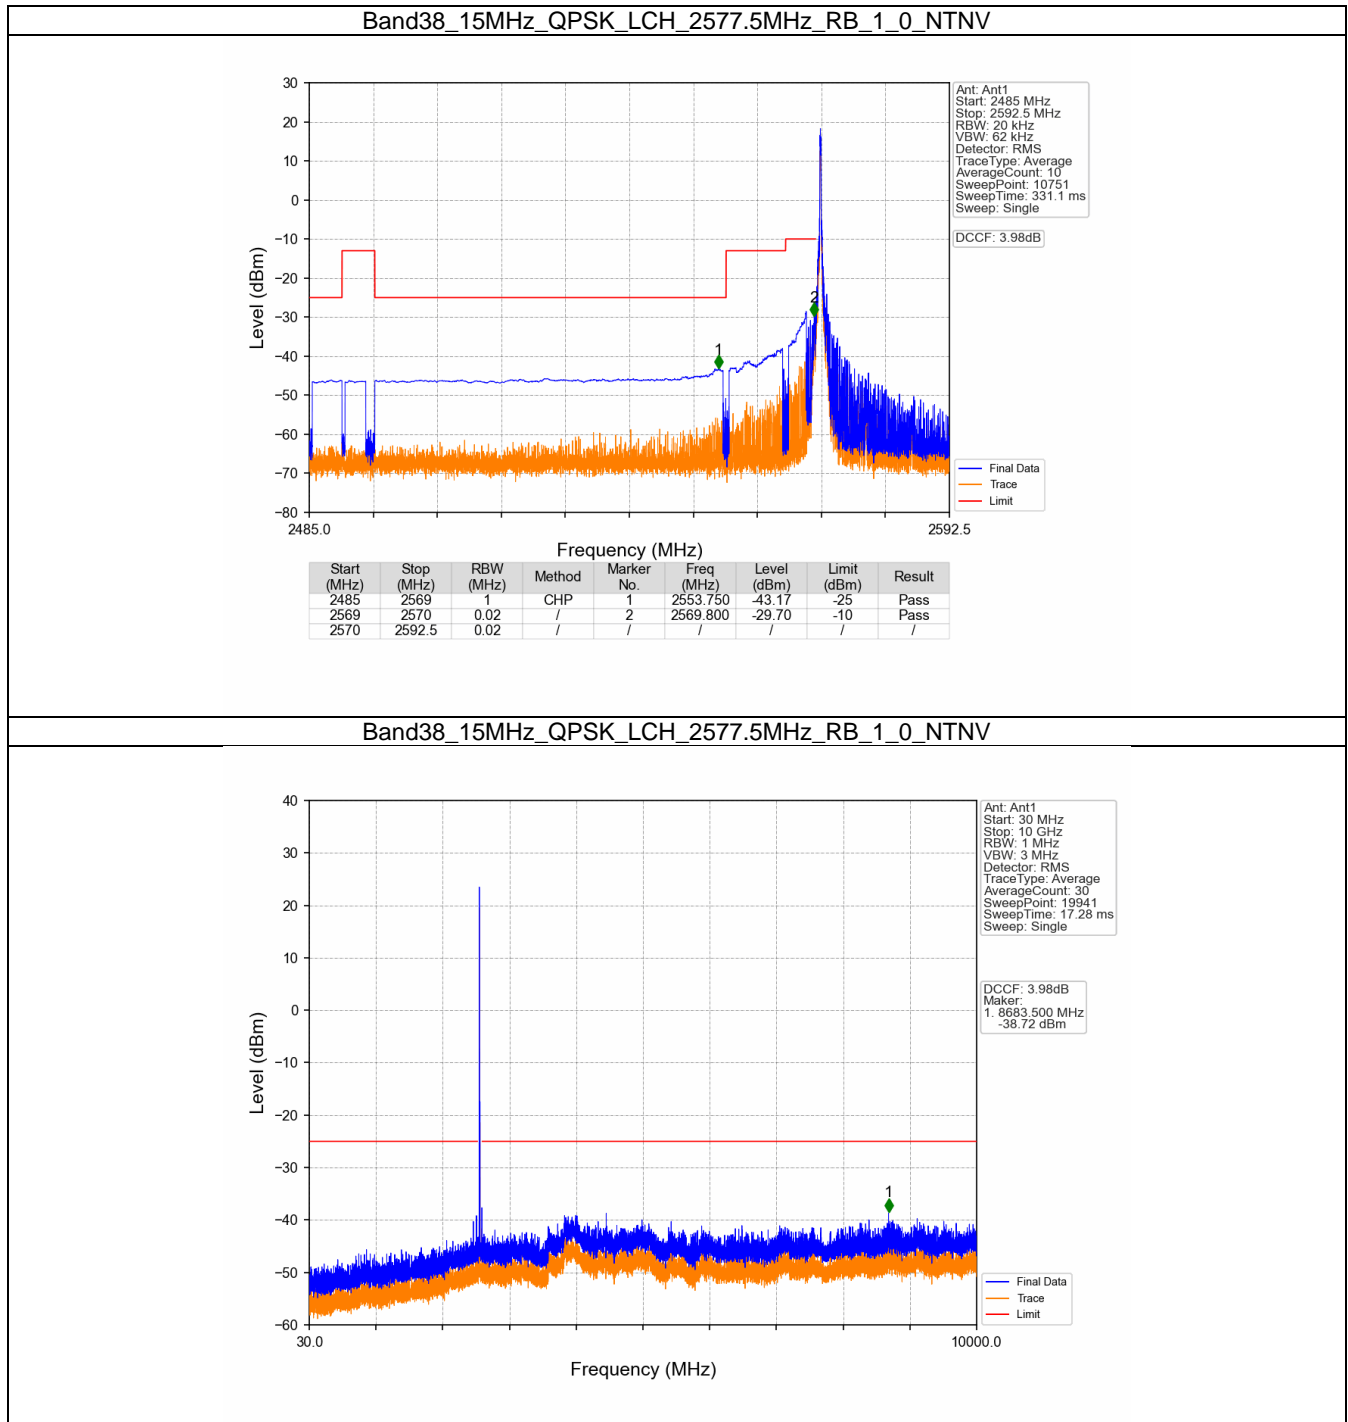 Band38_15MHz_QPSK_LCH_2577.5MHz_RB_1_0_NTNV
30
20
10
0
−10
−20
−30
−40
−50
−60
−70
−80
Level (dBm)
1
2
2485.0
2592.5
Frequency (MHz)
Ant: Ant1
Start: 2485 MHz
Stop: 2592.5 MHz
RBW: 20 kHz
VBW: 62 kHz
Detector: RMS
TraceType: Average
AverageCount: 10
SweepPoint: 10751
SweepTime: 331.1 ms
Sweep: Single
DCCF: 3.98dB
Final Data
Trace
Limit
Start (MHz) Stop (MHz) RBW (MHz) Method Marker No. Freq (MHz) Level (dBm) Limit (dBm) Result
2485 2569 1 CHP 1 2553.750 -43.17 -25 Pass
2569 2570 0.02 / 2 2569.800 -29.70 -10 Pass
2570 2592.5 0.02 / / / / / /
Band38_15MHz_QPSK_LCH_2577.5MHz_RB_1_0_NTNV
40
30
20
10
0
−10
−20
−30
−40
−50
−60
Level (dBm)
1
30.0
10000.0
Frequency (MHz)
Ant: Ant1
Start: 30 MHz
Stop: 10 GHz
RBW: 1 MHz
VBW: 3 MHz
Detector: RMS
TraceType: Average
AverageCount: 30
SweepPoint: 19941
SweepTime: 17.28 ms
Sweep: Single
DCCF: 3.98dB
Maker:
1. 8683.500 MHz
-38.72 dBm
Final Data
Trace
Limit